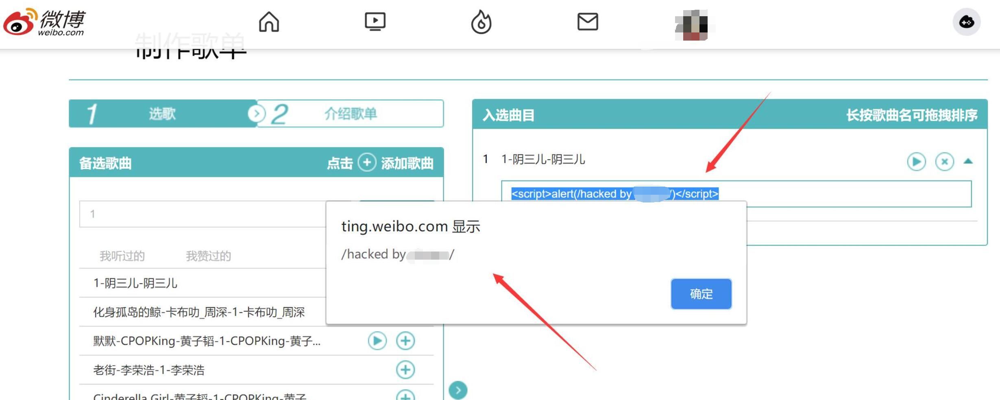 微博
weibo.com
制作歌单
1 选歌
2 介绍歌单
备选歌曲 点击 添加歌曲
1
我听过的 我赞过的
1-阴三儿-阴三儿
化身孤岛的鲸-卡布叻_周深-1-卡布叻_周深
默默-CPOPKing-黄子韬-1-CPOPKing-黄子...
老街-李荣浩-1-李荣浩
Cinderella Girl-黄子韬-1-CPOPKing-黄子
入选曲目 长按歌曲名可拖拽排序
1 1-阴三儿-阴三儿
<script>alert(/hacked by /)</script>
ting.weibo.com 显示
/hacked by /
确定